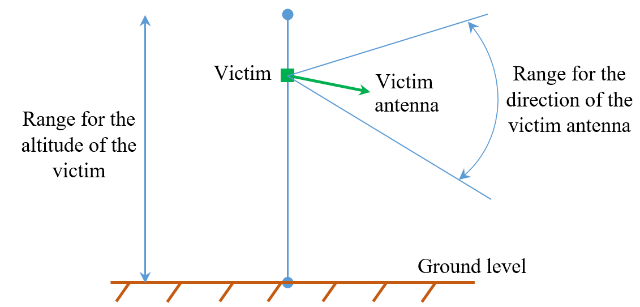 Victim
Victim
antenna
Range for the
direction of the
victim antenna
Range for the
altitude of the
victim
Ground level